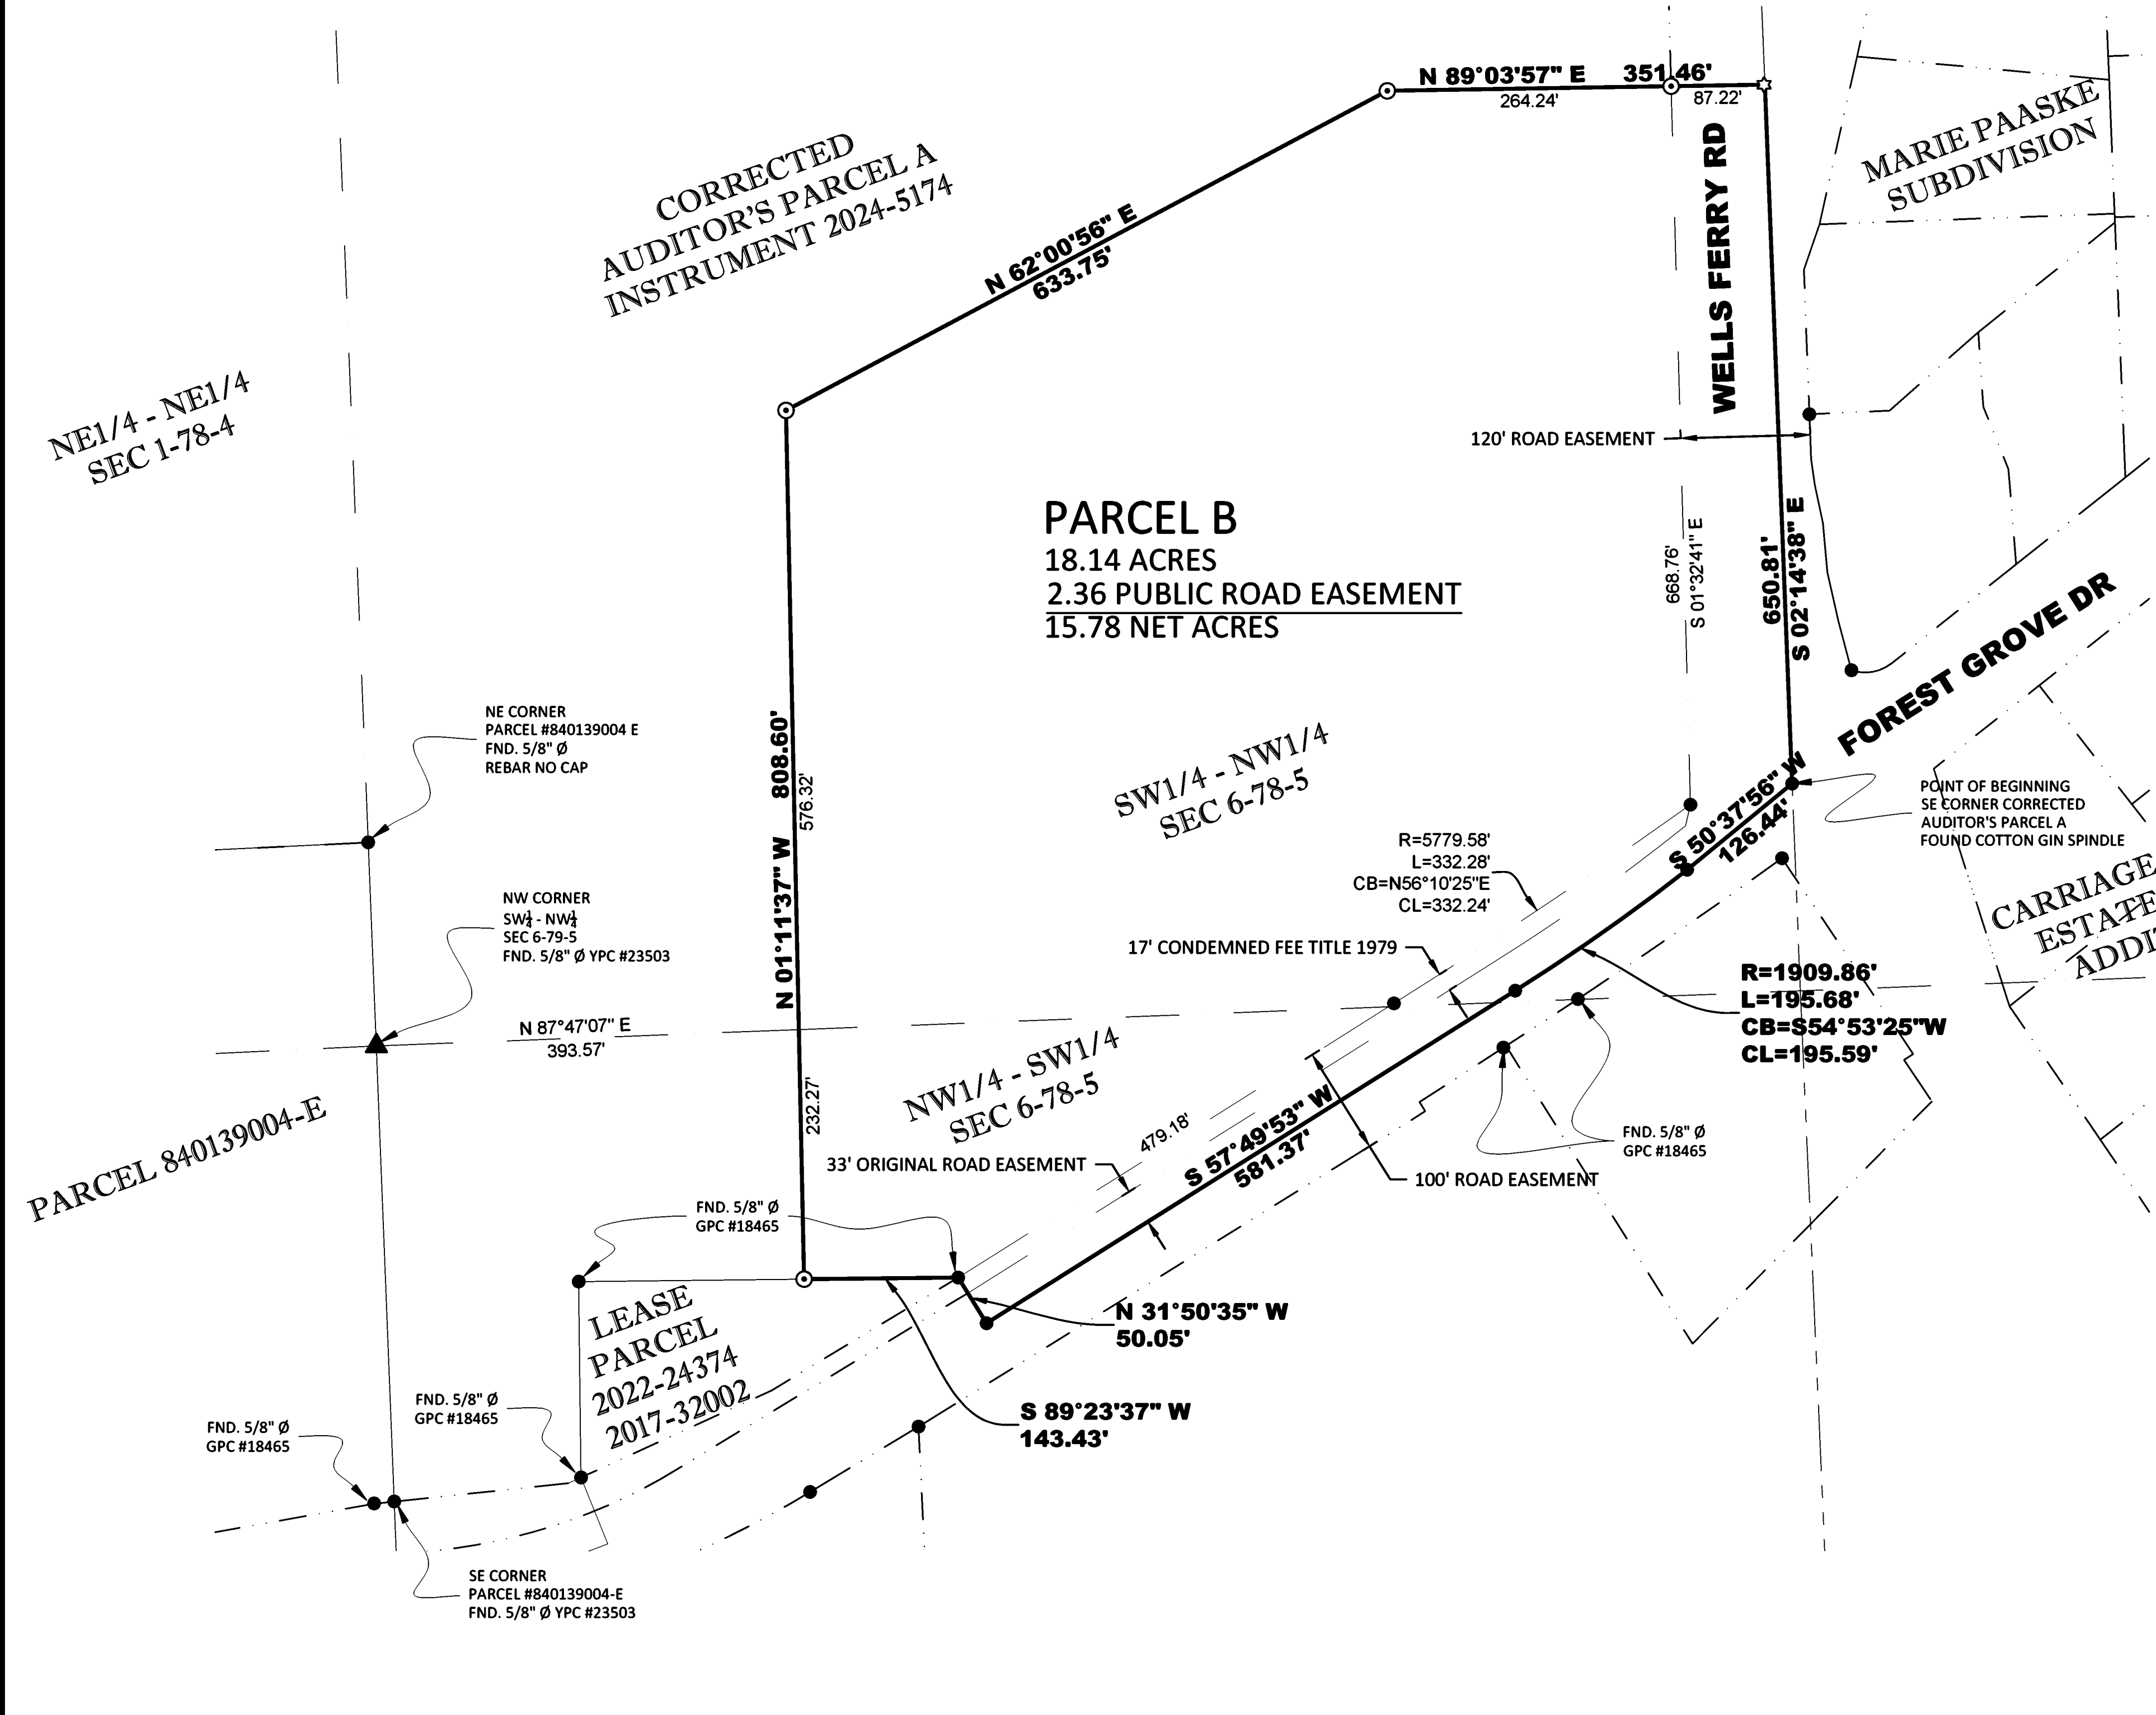 N 89°03'57" E 351.46'
264.24'
87.22'
MARIE PAASKE
SUBDIVISION
CORRECTED
AUDITOR'S PARCEL A
INSTRUMENT 2024-5174
WELLS FERRY RD
N 62°00'56" E
633.75'
NE1/4 - NE1/4
SEC 1-78-4
120' ROAD EASEMENT
PARCEL B
18.14 ACRES
2.36 PUBLIC ROAD EASEMENT
15.78 NET ACRES
668.76'
S 01°32'41" E
650.81'
S 02°14'38" E
FOREST GROVE DR
NE CORNER
PARCEL #840139004 E
FND. 5/8" Ø
REBAR NO CAP
N 01°11'37" W 808.60'
576.32'
SW1/4 - NW1/4
SEC 6-78-5
S 50°37'56" W
126.44'
POINT OF BEGINNING
SE CORNER CORRECTED
AUDITOR'S PARCEL A
FOUND COTTON GIN SPINDLE
R=5779.58'
L=332.28'
CB=N56°10'25"E
CL=332.24'
NW CORNER
SW¼ - NW¼
SEC 6-79-5
FND. 5/8" Ø YPC #23503
17' CONDEMNED FEE TITLE 1979
CARRIAGE
ESTATE
ADDI
R=1909.86'
L=195.68'
CB=S54°53'25"W
CL=195.59'
N 87°47'07" E
393.57'
NW1/4 - SW1/4
SEC 6-78-5
232.27'
PARCEL 840139004-E
479.18'
S 57°49'53" W
581.37'
33' ORIGINAL ROAD EASEMENT
100' ROAD EASEMENT
FND. 5/8" Ø
GPC #18465
FND. 5/8" Ø
GPC #18465
LEASE
PARCEL
2022-24374
2017-32002
N 31°50'35" W
50.05'
S 89°23'37" W
143.43'
FND. 5/8" Ø
GPC #18465
FND. 5/8" Ø
GPC #18465
SE CORNER
PARCEL #840139004-E
FND. 5/8" Ø YPC #23503